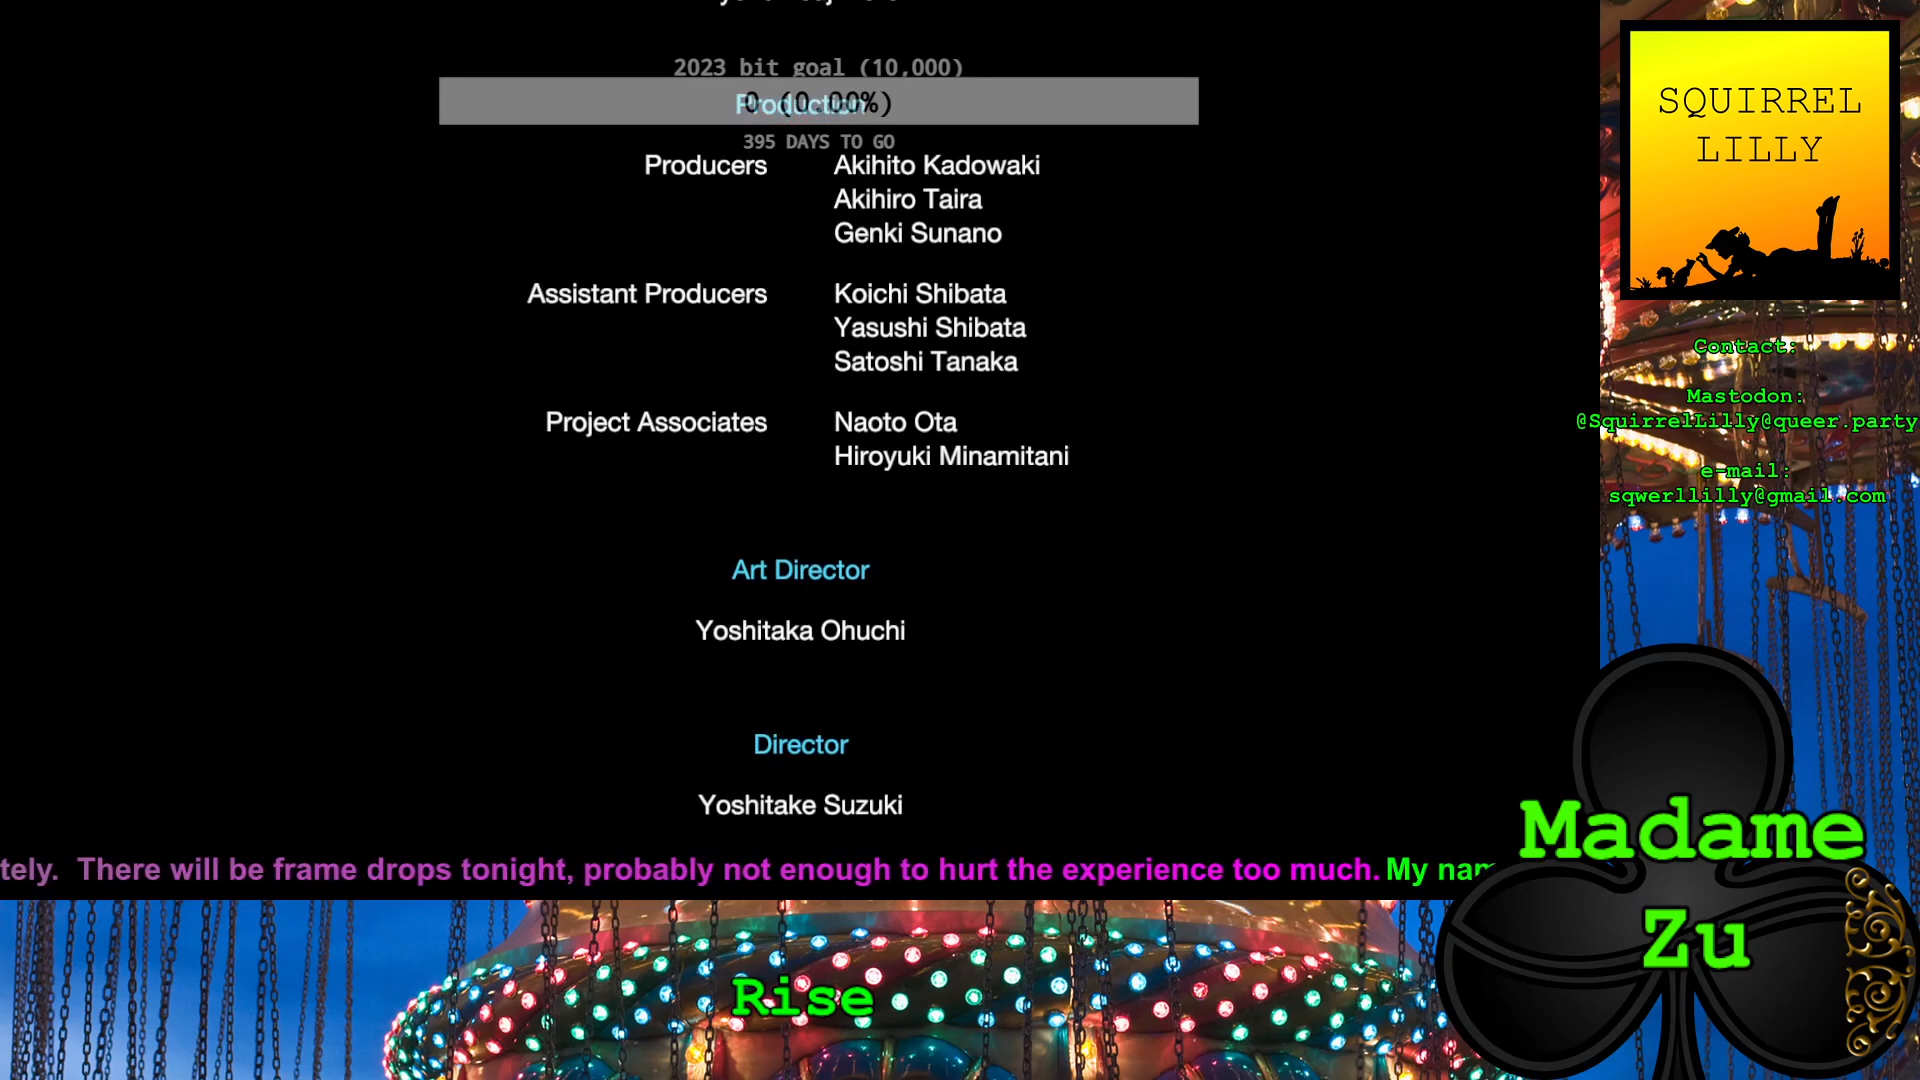 2023 bit goal (10,000)
0 (0.00%)
Production
395 DAYS TO GO
Producers Akihito Kadowaki
Akihiro Taira
Genki Sunano
Assistant Producers Koichi Shibata
Yasushi Shibata
Satoshi Tanaka
Project Associates Naoto Ota
Hiroyuki Minamitani
Art Director
Yoshitaka Ohuchi
Director
Yoshitake Suzuki
tely. There will be frame drops tonight, probably not enough to hurt the experience too much. My nam
Rise
SQUIRREL
LILLY
Contact:
Mastodon:
@SquirrelLilly@queer.party
e-mail:
sqwerllilly@gmail.com
Madame
Zu